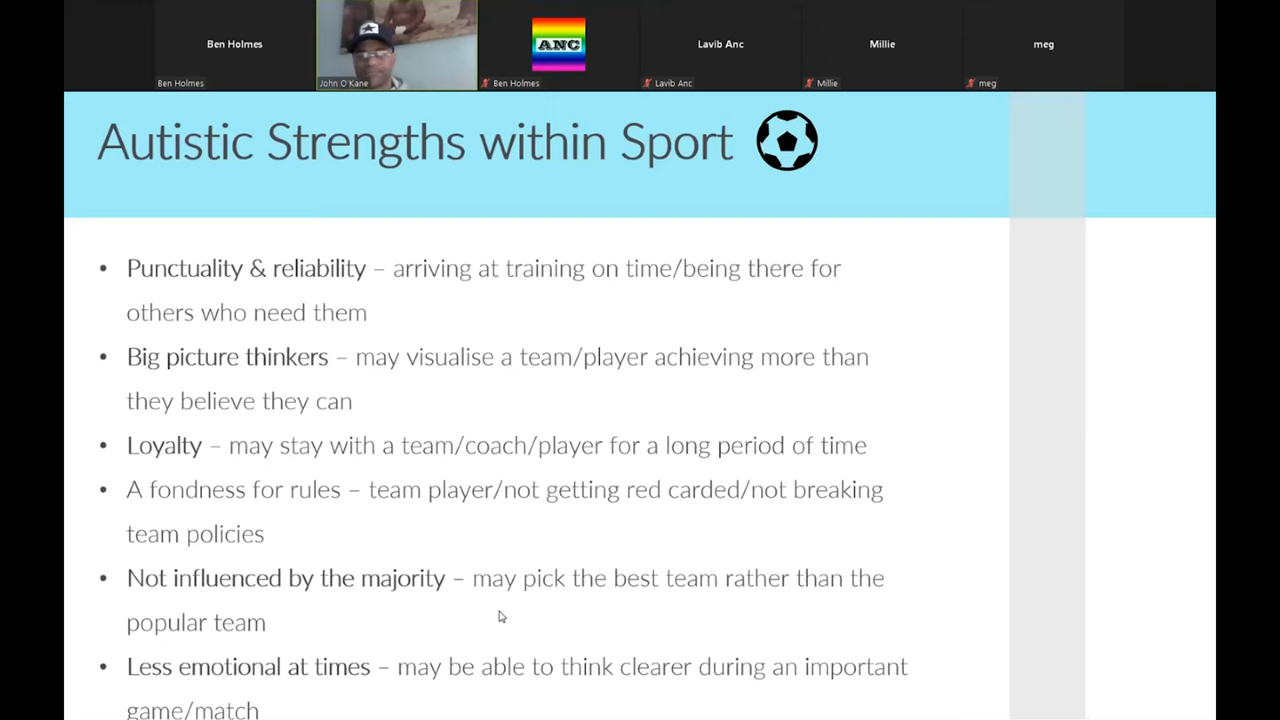 Ben Holmes
Ben Holmes
John O'Kane
ANC
Ben Holmes
Lavib Anc
Lavib Anc
Millie
Millie
meg
meg
Autistic Strengths within Sport
• Punctuality & reliability – arriving at training on time/being there for
others who need them
• Big picture thinkers – may visualise a team/player achieving more than
they believe they can
• Loyalty – may stay with a team/coach/player for a long period of time
• A fondness for rules – team player/not getting red carded/not breaking
team policies
• Not influenced by the majority – may pick the best team rather than the
popular team
• Less emotional at times – may be able to think clearer during an important
game/match